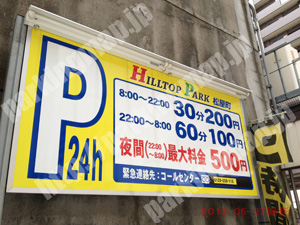 HILLTOP PARK 松屋町
P 24h
8:00～22:00 30分200円
22:00～8:00 60分100円
夜間(22:00～8:00)最大料金 500円
緊急連絡先：コールセンター